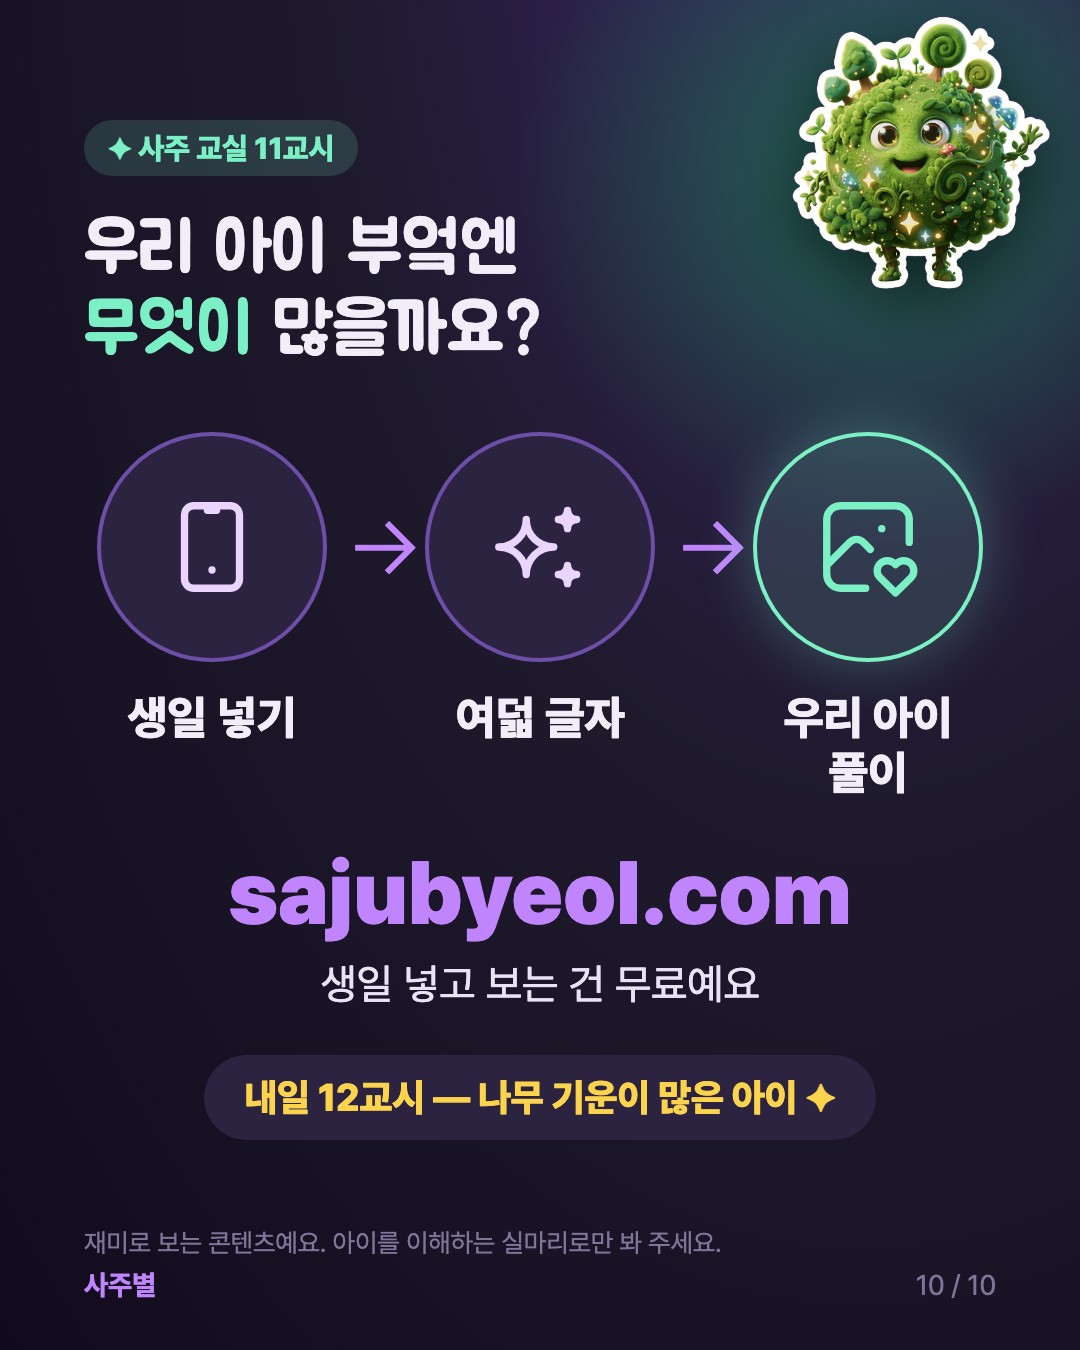 ✦ 사주 교실 11교시
우리 아이 부엌엔
무엇이 많을까요?
생일 넣기
여덟 글자
우리 아이
풀이
sajubyeol.com
생일 넣고 보는 건 무료예요
내일 12교시 — 나무 기운이 많은 아이 ✦
재미로 보는 콘텐츠예요. 아이를 이해하는 실마리로만 봐 주세요.
사주별
10 / 10